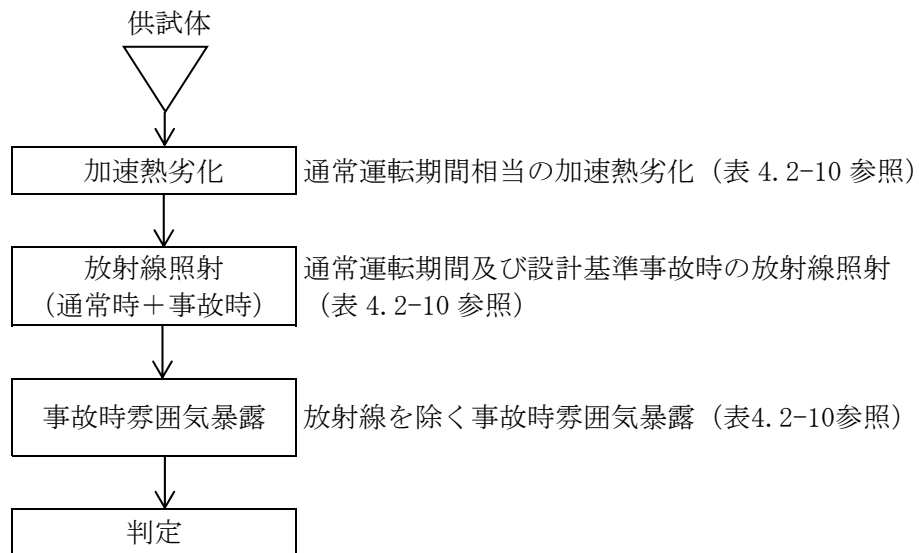 供試体
加速熱劣化
通常運転期間相当の加速熱劣化（表 4.2-10 参照）
放射線照射
（通常時＋事故時）
通常運転期間及び設計基準事故時の放射線照射
（表 4.2-10 参照）
事故時雰囲気暴露
放射線を除く事故時雰囲気暴露（表4.2-10参照）
判定